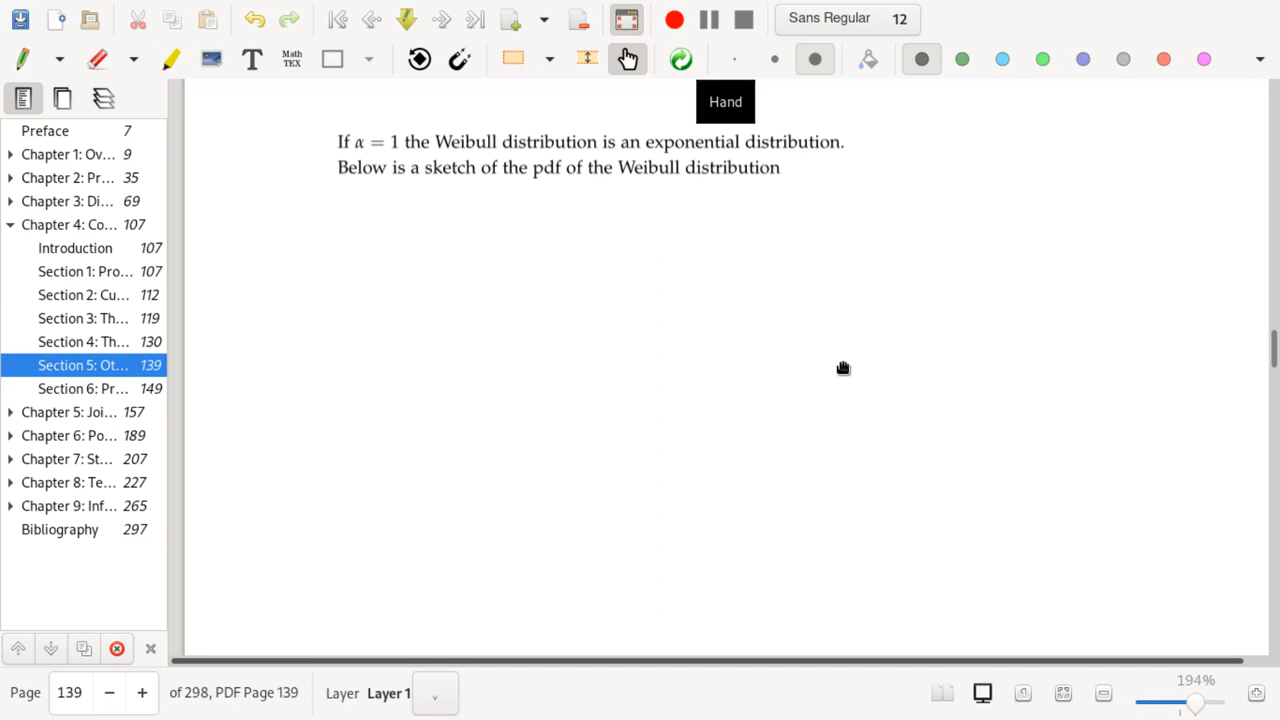 Sans Regular 12
Math
TEX
Hand
Preface 7
Chapter 1: Ov... 9
Chapter 2: Pr... 35
Chapter 3: Di... 69
Chapter 4: Co... 107
Introduction 107
Section 1: Pro... 107
Section 2: Cu... 112
Section 3: Th... 119
Section 4: Th... 130
Section 5: Ot... 139
Section 6: Pr... 149
Chapter 5: Joi... 157
Chapter 6: Po... 189
Chapter 7: St... 207
Chapter 8: Te... 227
Chapter 9: Inf... 265
Bibliography 297
If α = 1 the Weibull distribution is an exponential distribution.
Below is a sketch of the pdf of the Weibull distribution
Page 139 of 298, PDF Page 139 Layer Layer 1 194%